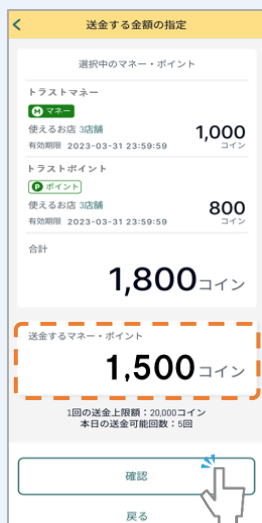 送金する金額の指定
選択中のマネー・ポイント
トラストマネー
M マネー
使えるお店 3店舗
1,000
有効期限 2023-03-31 23:59:59
コイン
トラストポイント
P ポイント
使えるお店 3店舗
800
有効期限 2023-03-31 23:59:59
コイン
合計
1,800コイン
送金するマネー・ポイント
1,500コイン
1回の送金上限額：20,000コイン
本日の送金可能回数：5回
確認
戻る